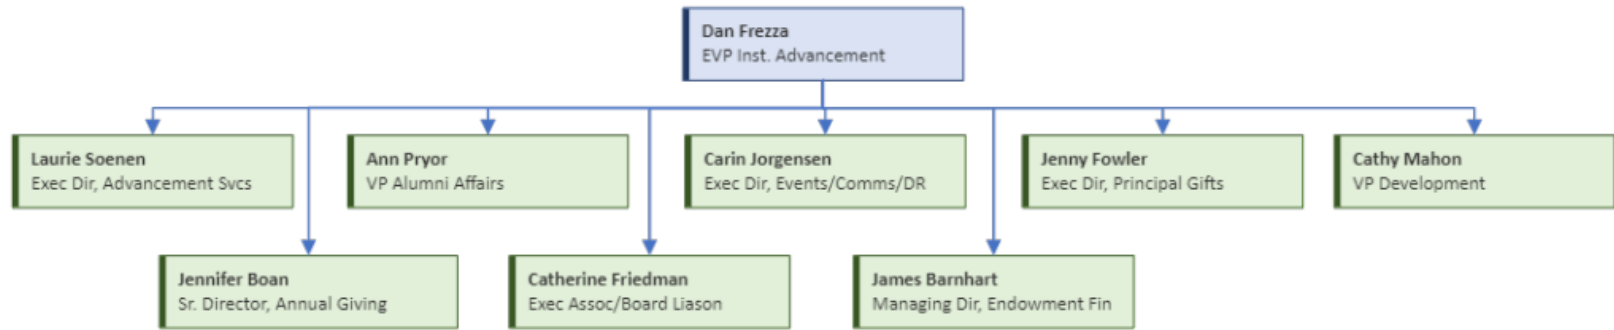 Dan Frezza
EVP Inst. Advancement
Laurie Soenen
Exec Dir, Advancement Svcs
Ann Pryor
VP Alumni Affairs
Carin Jorgensen
Exec Dir, Events/Comms/DR
Jenny Fowler
Exec Dir, Principal Gifts
Cathy Mahon
VP Development
Jennifer Boan
Sr. Director, Annual Giving
Catherine Friedman
Exec Assoc/Board Liason
James Barnhart
Managing Dir, Endowment Fin